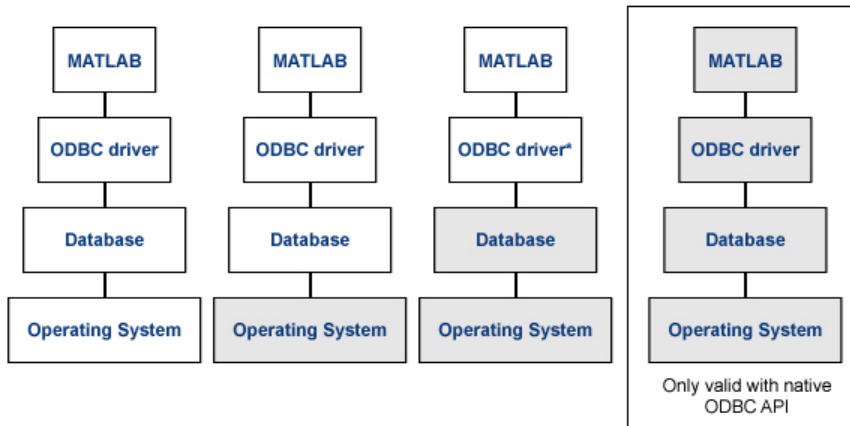 MATLAB
ODBC driver
Database
Operating System
MATLAB
ODBC driver
Database
Operating System
MATLAB
ODBC driver*
Database
Operating System
MATLAB
ODBC driver
Database
Operating System
Only valid with native
ODBC API